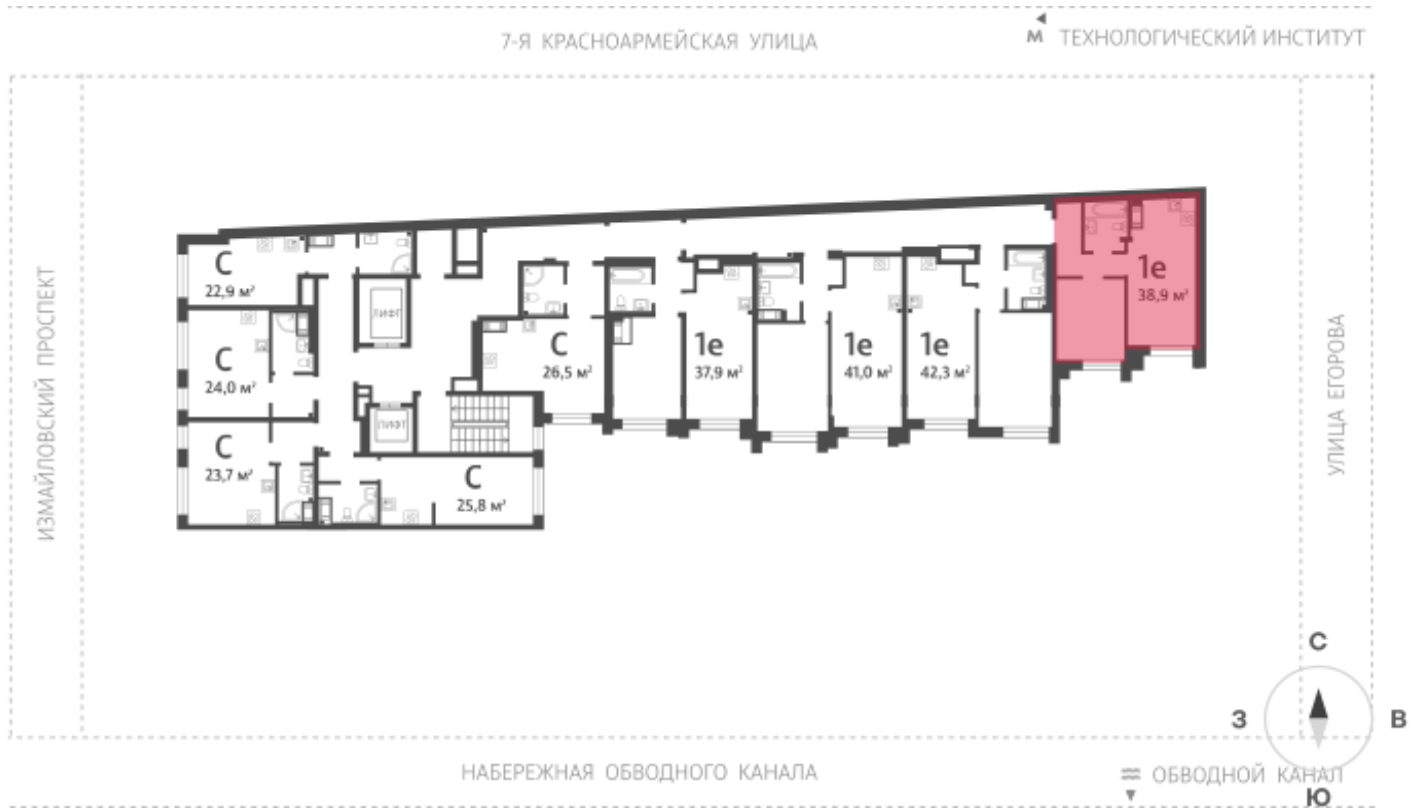 7-Я КРАСНОАРМЕЙСКАЯ УЛИЦА
М ТЕХНОЛОГИЧЕСКИЙ ИНСТИТУТ
ИЗМАЙЛОВСКИЙ ПРОСПЕКТ
С
22,9 м²
ЛИФТ
С
24,0 м²
С
26,5 м²
1е
37,9 м²
1е
41,0 м²
1е
42,3 м²
1е
38,9 м²
УЛИЦА ЕГОРОВА
ЛИФТ
С
23,7 м²
С
25,8 м²
С
З
В
Ю
НАБЕРЕЖНАЯ ОБВОДНОГО КАНАЛА
ОБВОДНОЙ КАНАЛ